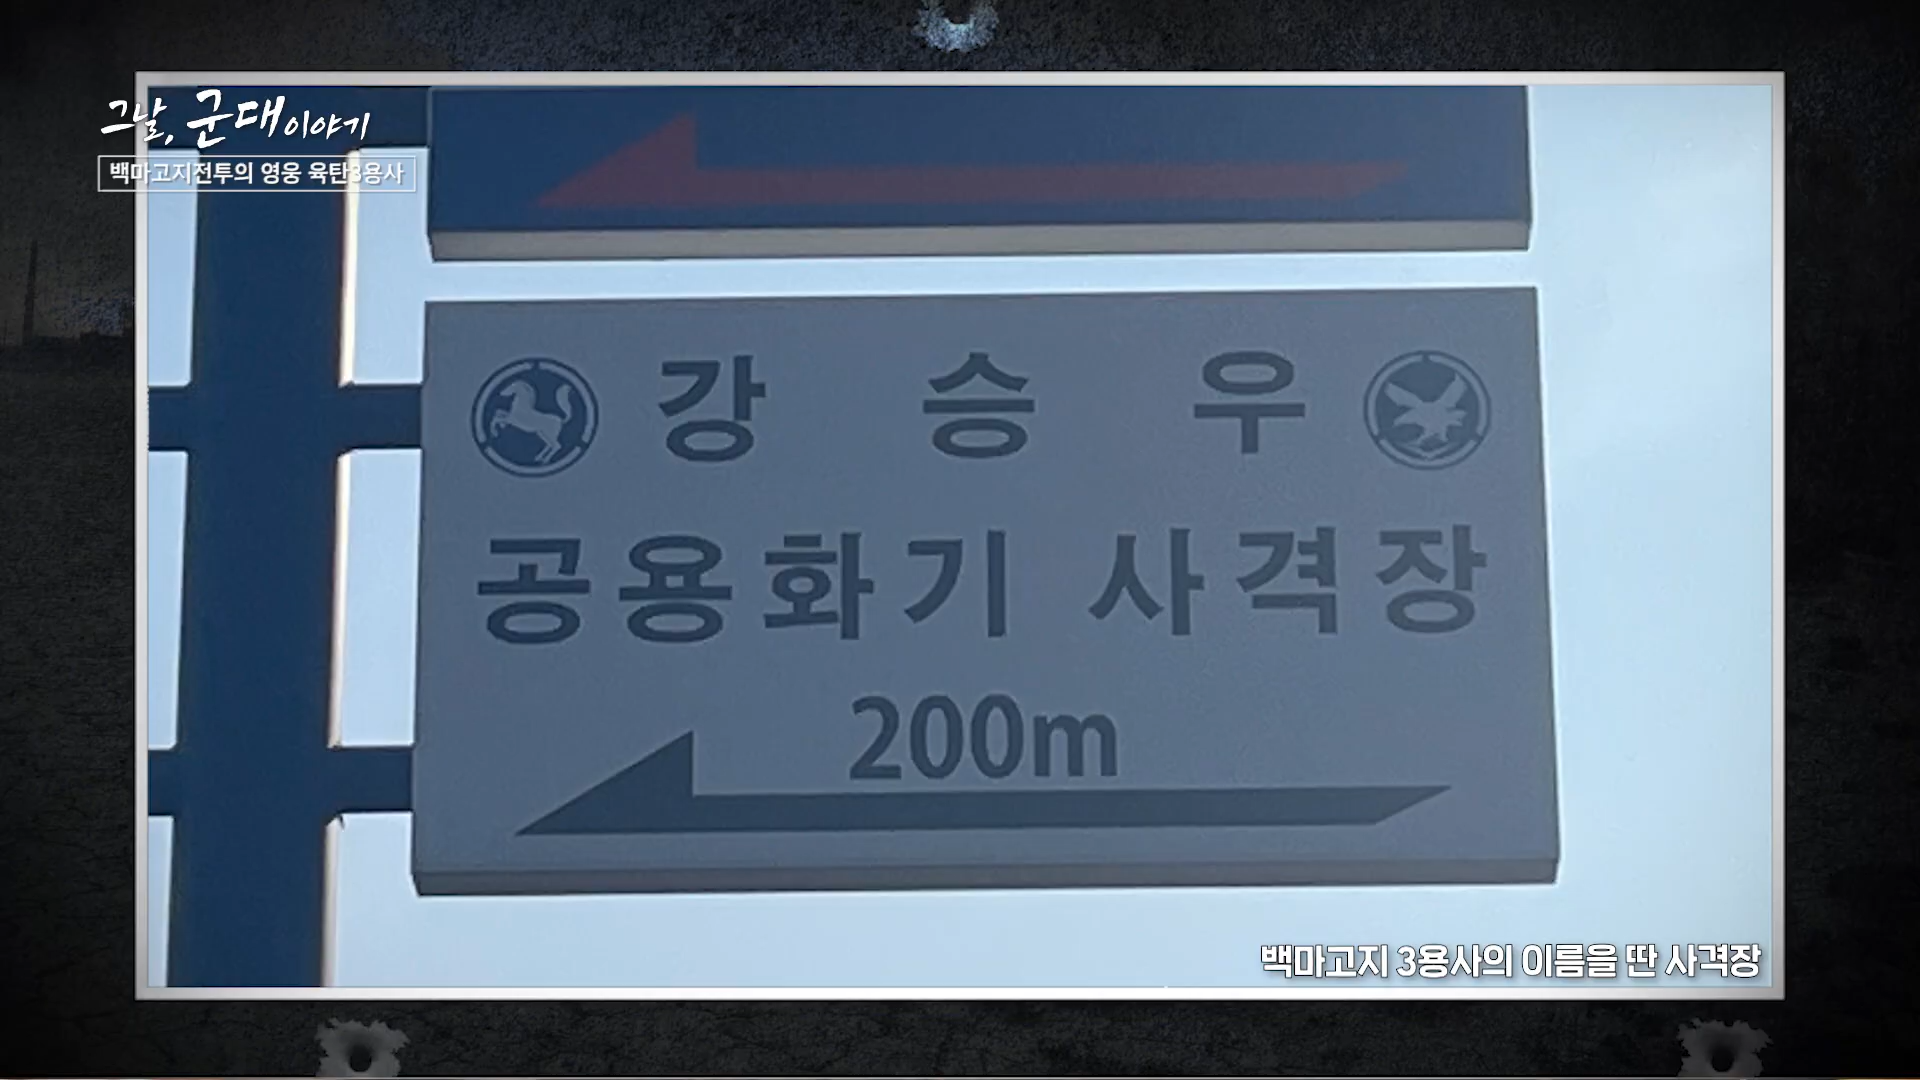 그날, 군대이야기
백마고지전투의 영웅 육탄3용사
강 승 우
공용화기 사격장
200m
백마고지 3용사의 이름을 딴 사격장